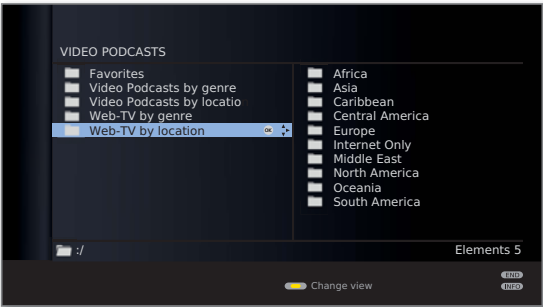 VIDEO PODCASTS
Favorites
Video Podcasts by genre
Video Podcasts by locatio
Web-TV by genre
Web-TV by location
OK
Africa
Asia
Caribbean
Central America
Europe
Internet Only
Middle East
North America
Oceania
South America
:/
Elements 5
Change view
END
INFO